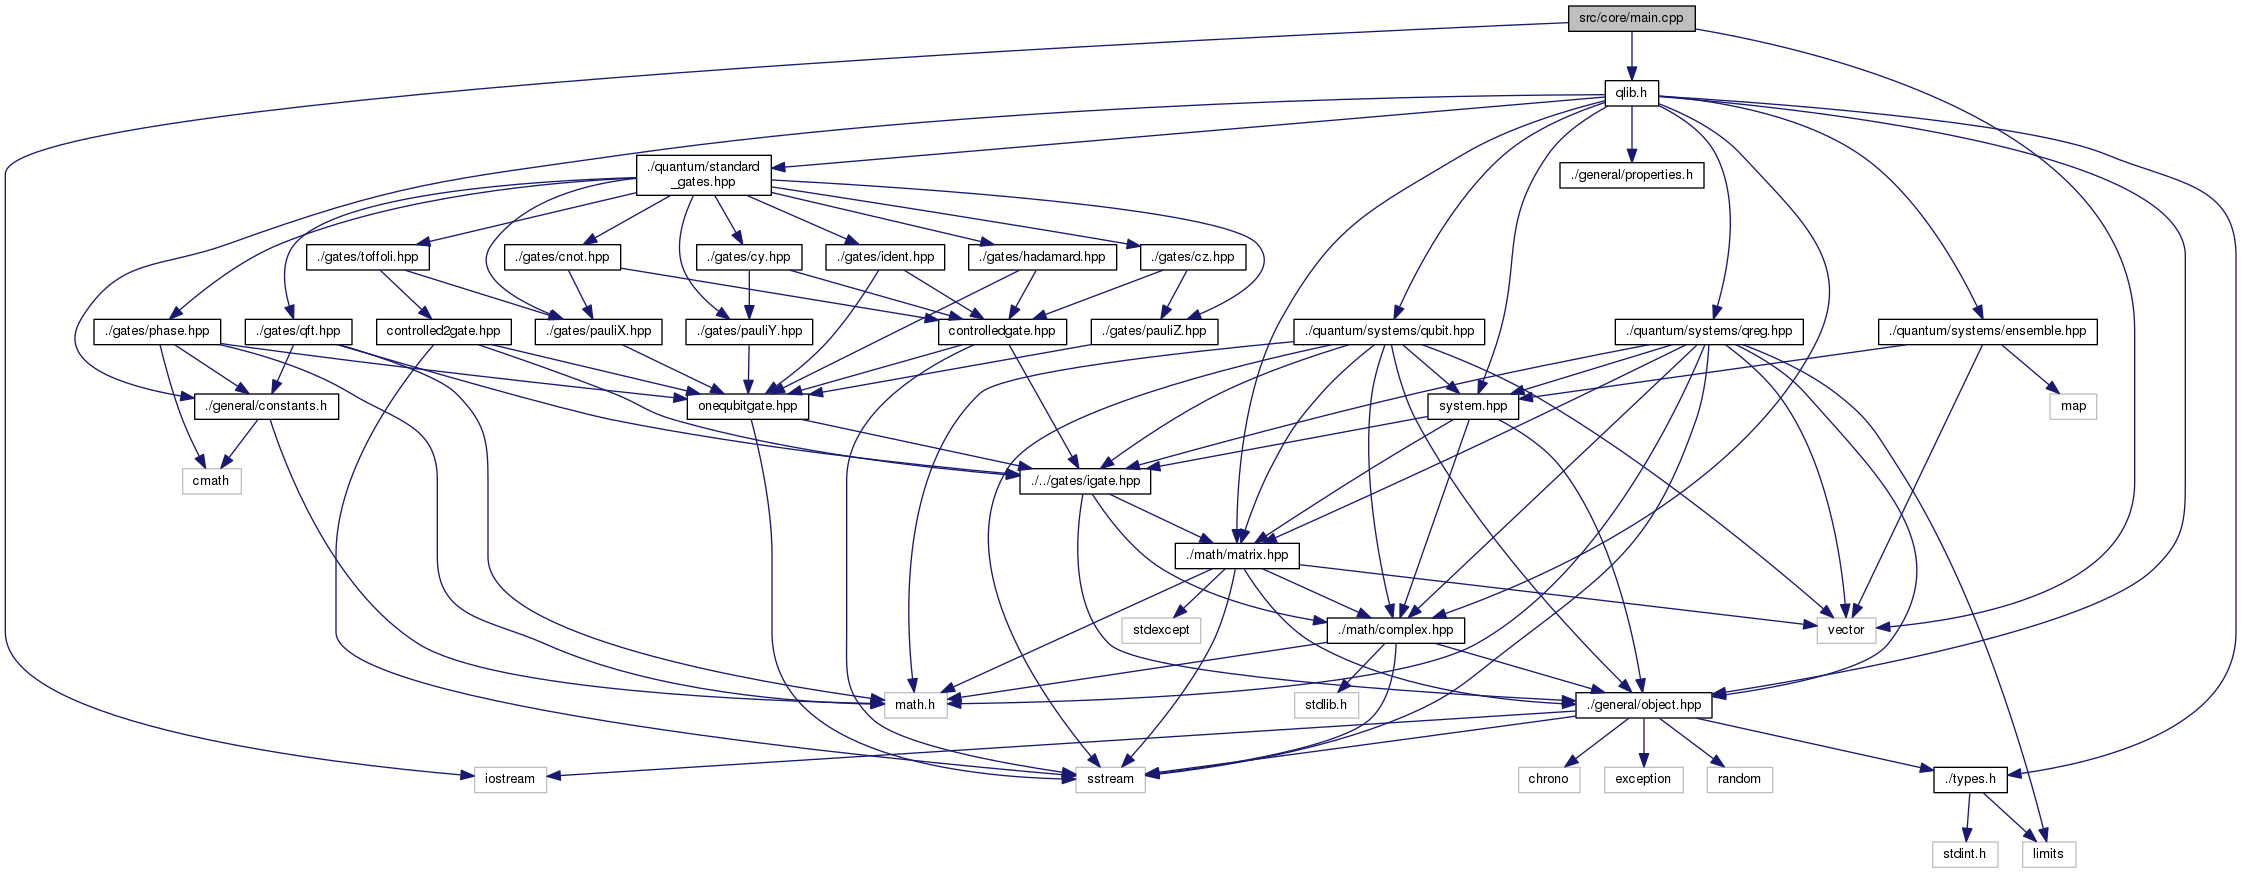 src/core/main.cpp
qlib.h
./quantum/standard
_gates.hpp
./general/properties.h
./gates/toffoli.hpp
./gates/cnot.hpp
./gates/cy.hpp
./gates/ident.hpp
./gates/hadamard.hpp
./gates/cz.hpp
./gates/phase.hpp
./gates/qft.hpp
controlled2gate.hpp
./gates/pauliX.hpp
./gates/pauliY.hpp
controlledgate.hpp
./gates/pauliZ.hpp
./quantum/systems/qubit.hpp
./quantum/systems/qreg.hpp
./quantum/systems/ensemble.hpp
./general/constants.h
onequbitgate.hpp
system.hpp
map
cmath
./../gates/igate.hpp
./math/matrix.hpp
stdexcept
./math/complex.hpp
vector
math.h
stdlib.h
./general/object.hpp
iostream
sstream
chrono
exception
random
./types.h
stdint.h
limits